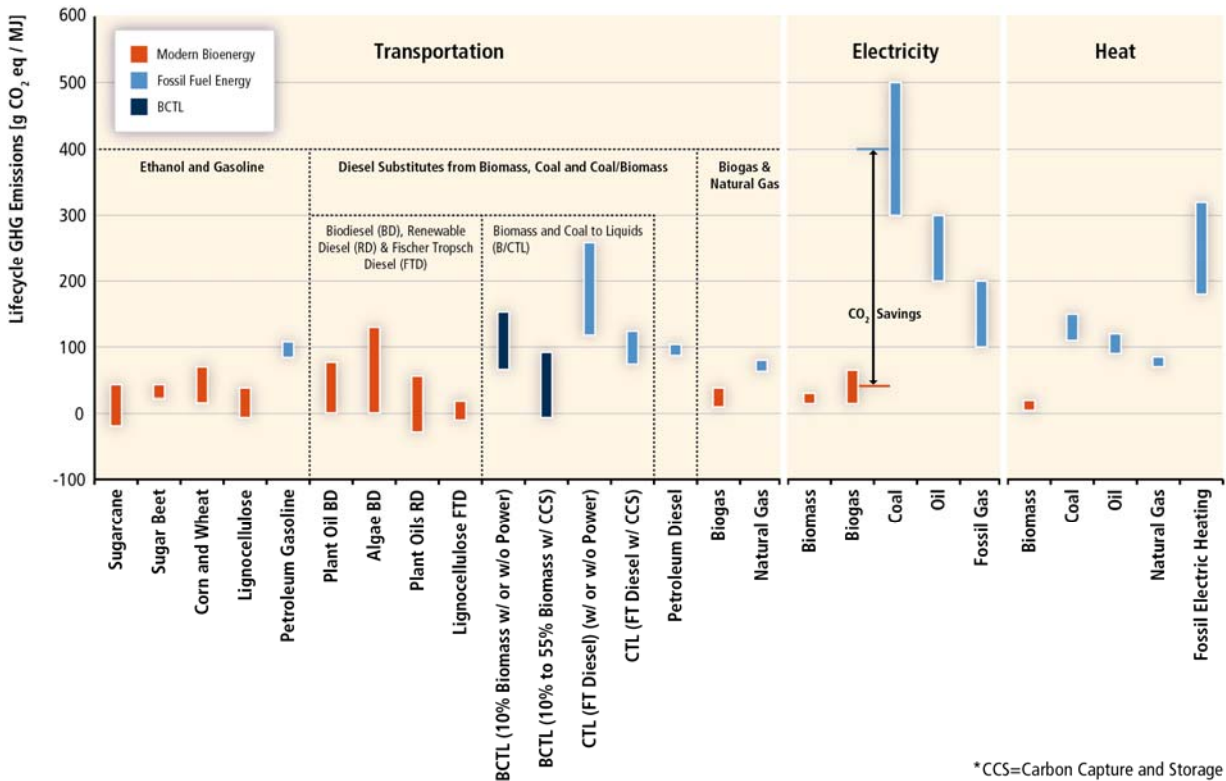 Lifecycle GHG Emissions [g CO2 eq / MJ]
600
500
400
300
200
100
0
-100
Modern Bioenergy
Fossil Fuel Energy
BCTL
Transportation
Electricity
Heat
Ethanol and Gasoline
Diesel Substitutes from Biomass, Coal and Coal/Biomass
Biogas &
Natural Gas
Biodiesel (BD), Renewable
Diesel (RD) & Fischer Tropsch
Diesel (FTD)
Biomass and Coal to Liquids
(B/CTL)
CO2 Savings
Sugarcane
Sugar Beet
Corn and Wheat
Lignocellulose
Petroleum Gasoline
Plant Oil BD
Algae BD
Plant Oils RD
Lignocellulose FTD
BCTL (10% Biomass w/ or w/o Power)
BCTL (10% to 55% Biomass w/ CCS)
CTL (FT Diesel) (w/ or w/o Power)
CTL (FT Diesel w/ CCS)
Petroleum Diesel
Biogas
Natural Gas
Biomass
Biogas
Coal
Oil
Fossil Gas
Biomass
Coal
Oil
Natural Gas
Fossil Electric Heating
*CCS=Carbon Capture and Storage